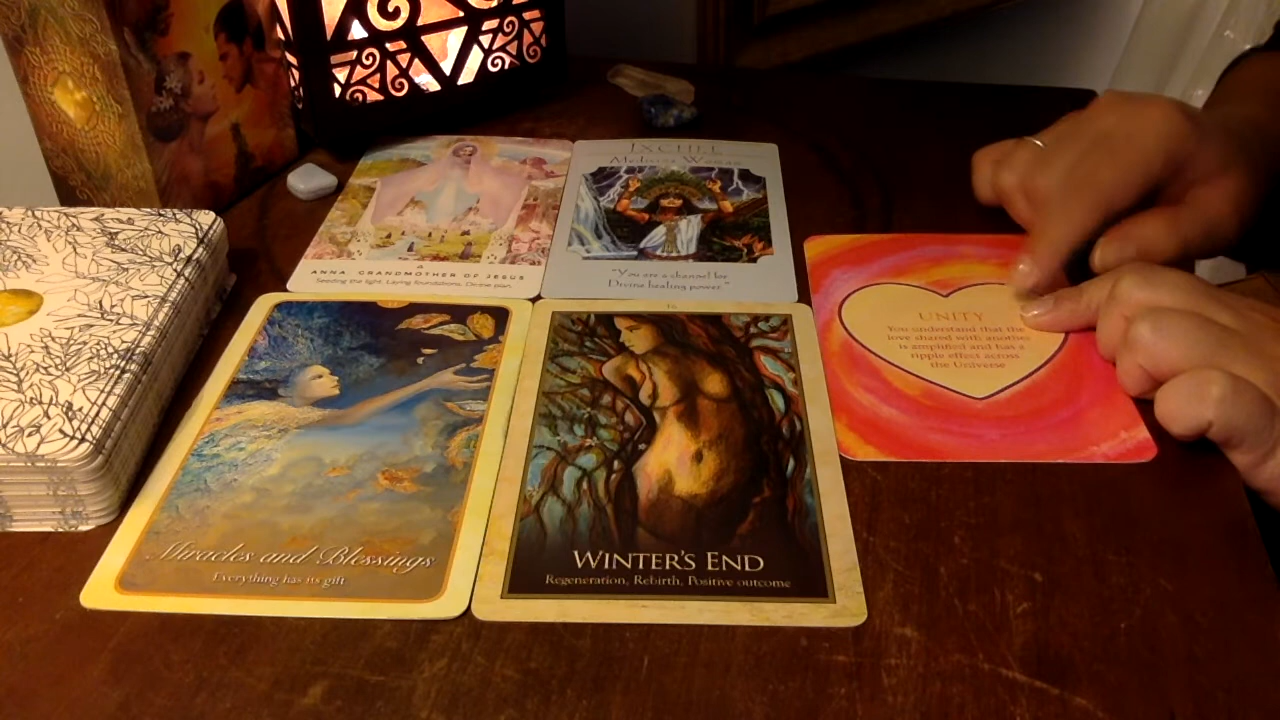 ANNA, GRANDMOTHER OF JESUS
Seeding the light. Laying foundations. Divine plan.
IXCHEL
Medicine Woman
"You are a channel for
Divine healing power."
UNITY
You understand that the
love shared with another
is amplified and has a
ripple effect across
the Universe
Miracles and Blessings
Everything has its gift
WINTER'S END
Regeneration, Rebirth, Positive outcome